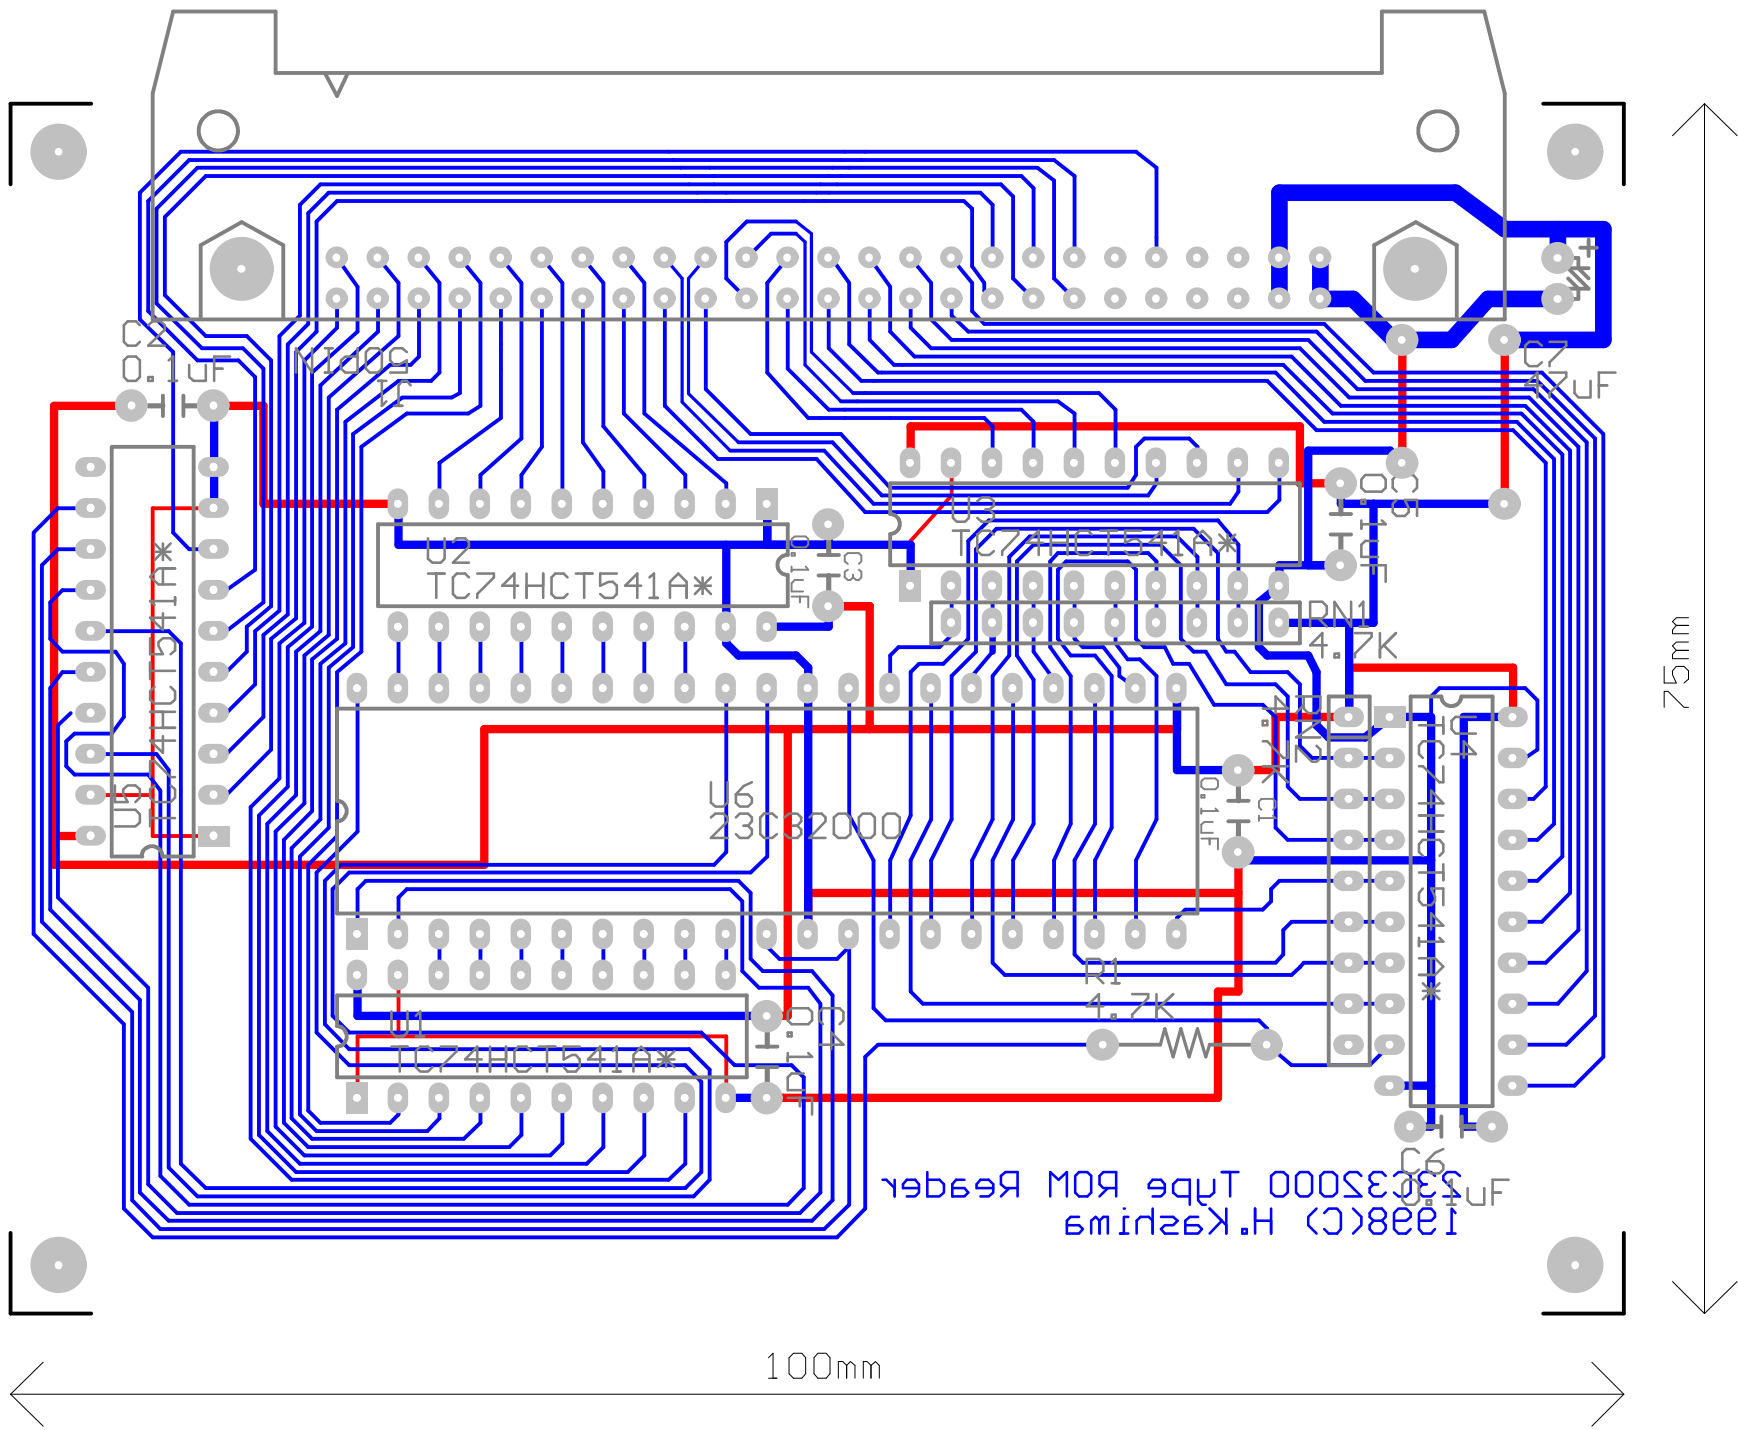 C2
0.1uF
50PIN
J1
+
C7
47uF
U3
TC74HCT541A*
C5
0.1uF
U2
TC74HCT541A*
C3
0.1uF
RN1
4.7K
75mm
U5
TC74HCT541A*
RN2
4.7K
U4
TC74HCT541A*
U6
23C32000
C1
0.1uF
R1
4.7K
U1
TC74HCT541A*
C4
0.1uF
C6
0.1uF
23C32000 Type ROM Reader
1998(C) H.Kashima
100mm